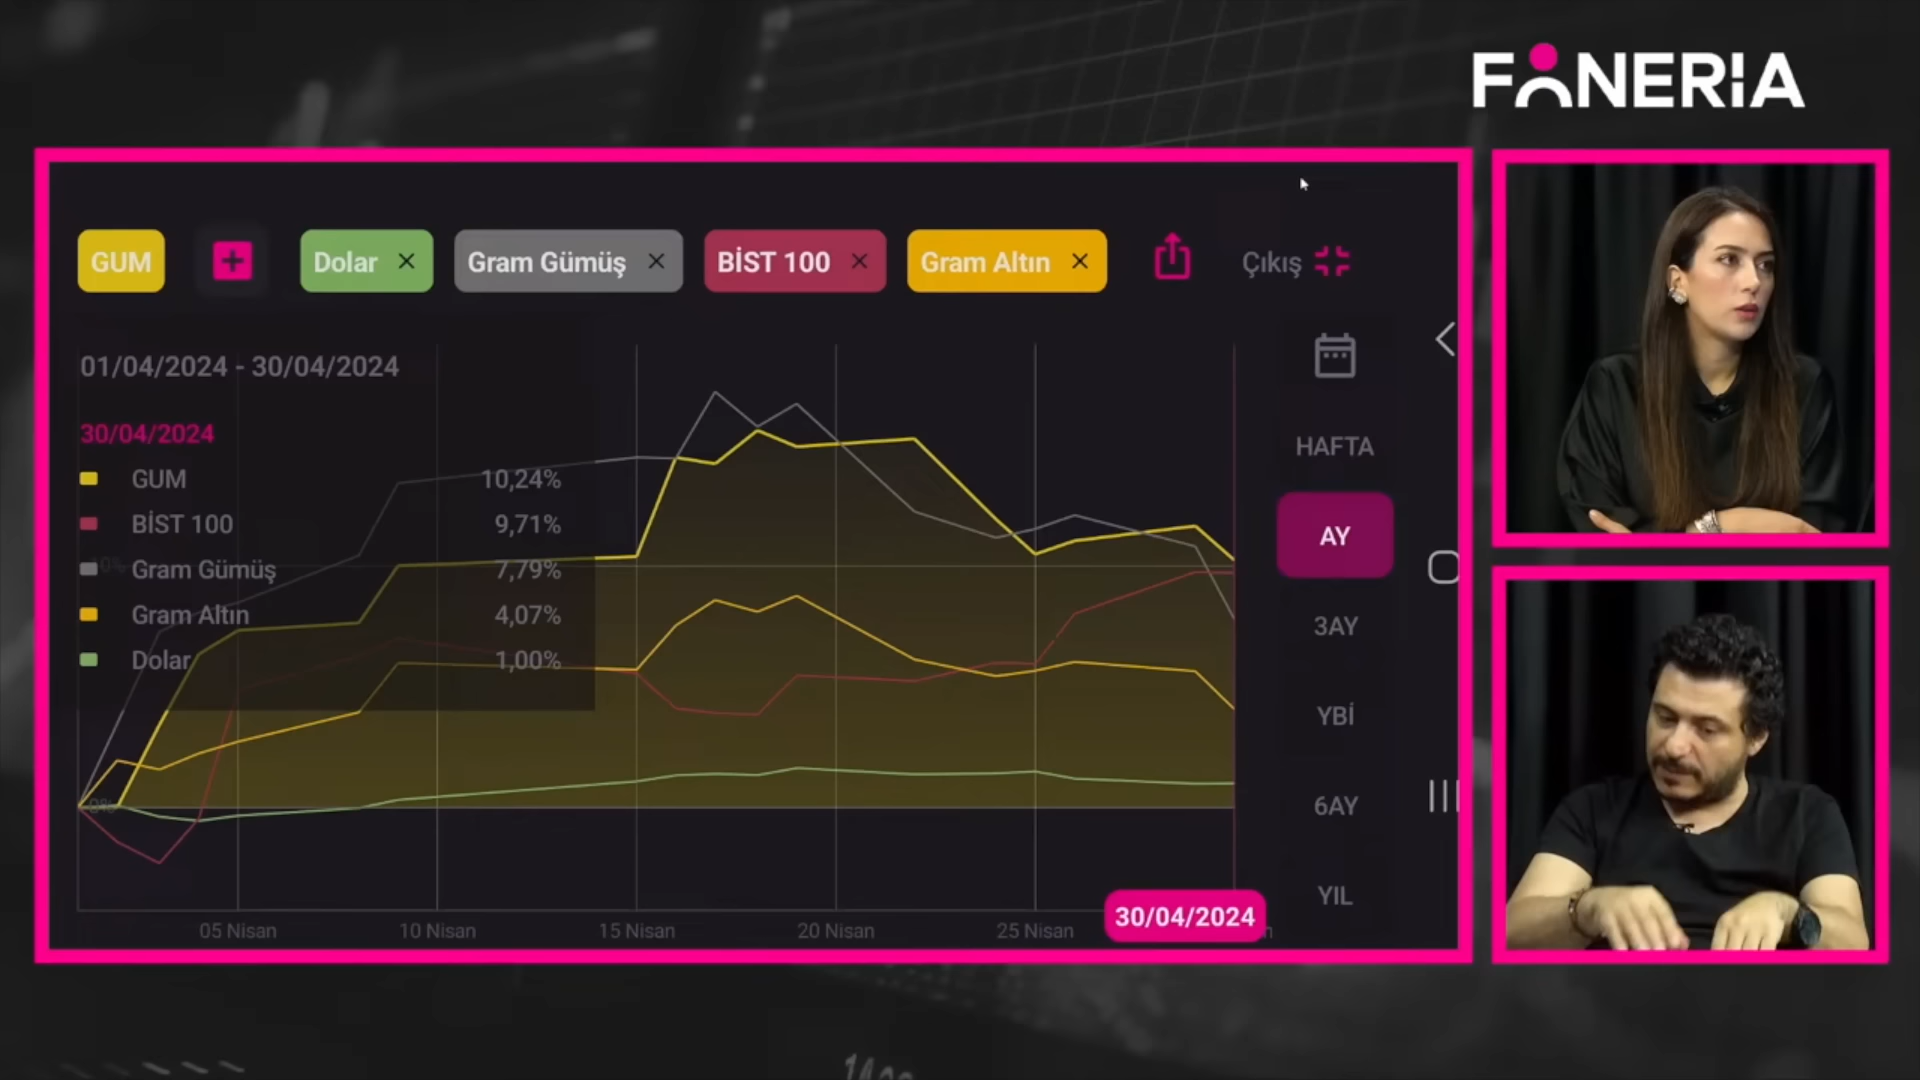 FONERIA
GUM
Dolar ×
Gram Gümüş ×
BİST 100 ×
Gram Altın ×
Çıkış
01/04/2024 - 30/04/2024
30/04/2024
GUM 10,24%
BİST 100 9,71%
Gram Gümüş 7,79%
Gram Altın 4,07%
Dolar 1,00%
0%
HAFTA
AY
3AY
YBİ
6AY
YIL
05 Nisan
10 Nisan
15 Nisan
20 Nisan
25 Nisan
30/04/2024